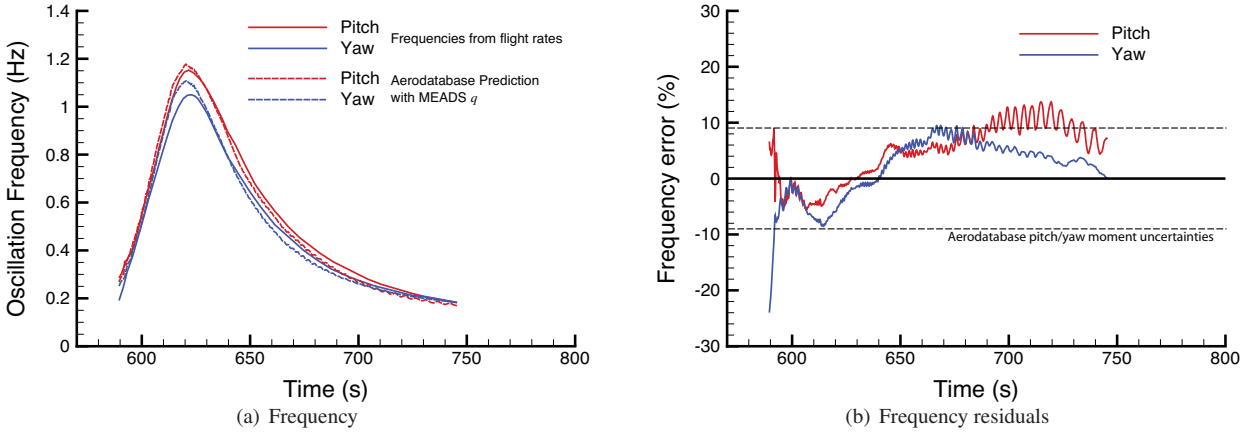 1.4
1.2
1
0.8
0.6
0.4
0.2
0
600
650
700
750
800
Oscillation Frequency (Hz)
Time (s)
Pitch
Yaw
Frequencies from flight rates
Pitch
Yaw
Aerodatabase Prediction
with MEADS q
(a) Frequency
30
20
10
0
-10
-20
-30
600
650
700
750
800
Frequency error (%)
Time (s)
Pitch
Yaw
Aerodatabase pitch/yaw moment uncertainties
(b) Frequency residuals